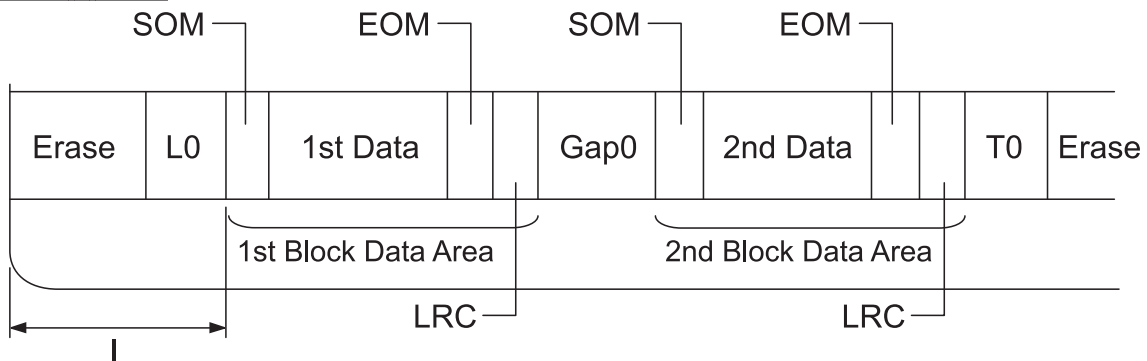 SOM EOM SOM EOM
Erase L0 1st Data Gap0 2nd Data T0 Erase
1st Block Data Area 2nd Block Data Area
LRC LRC